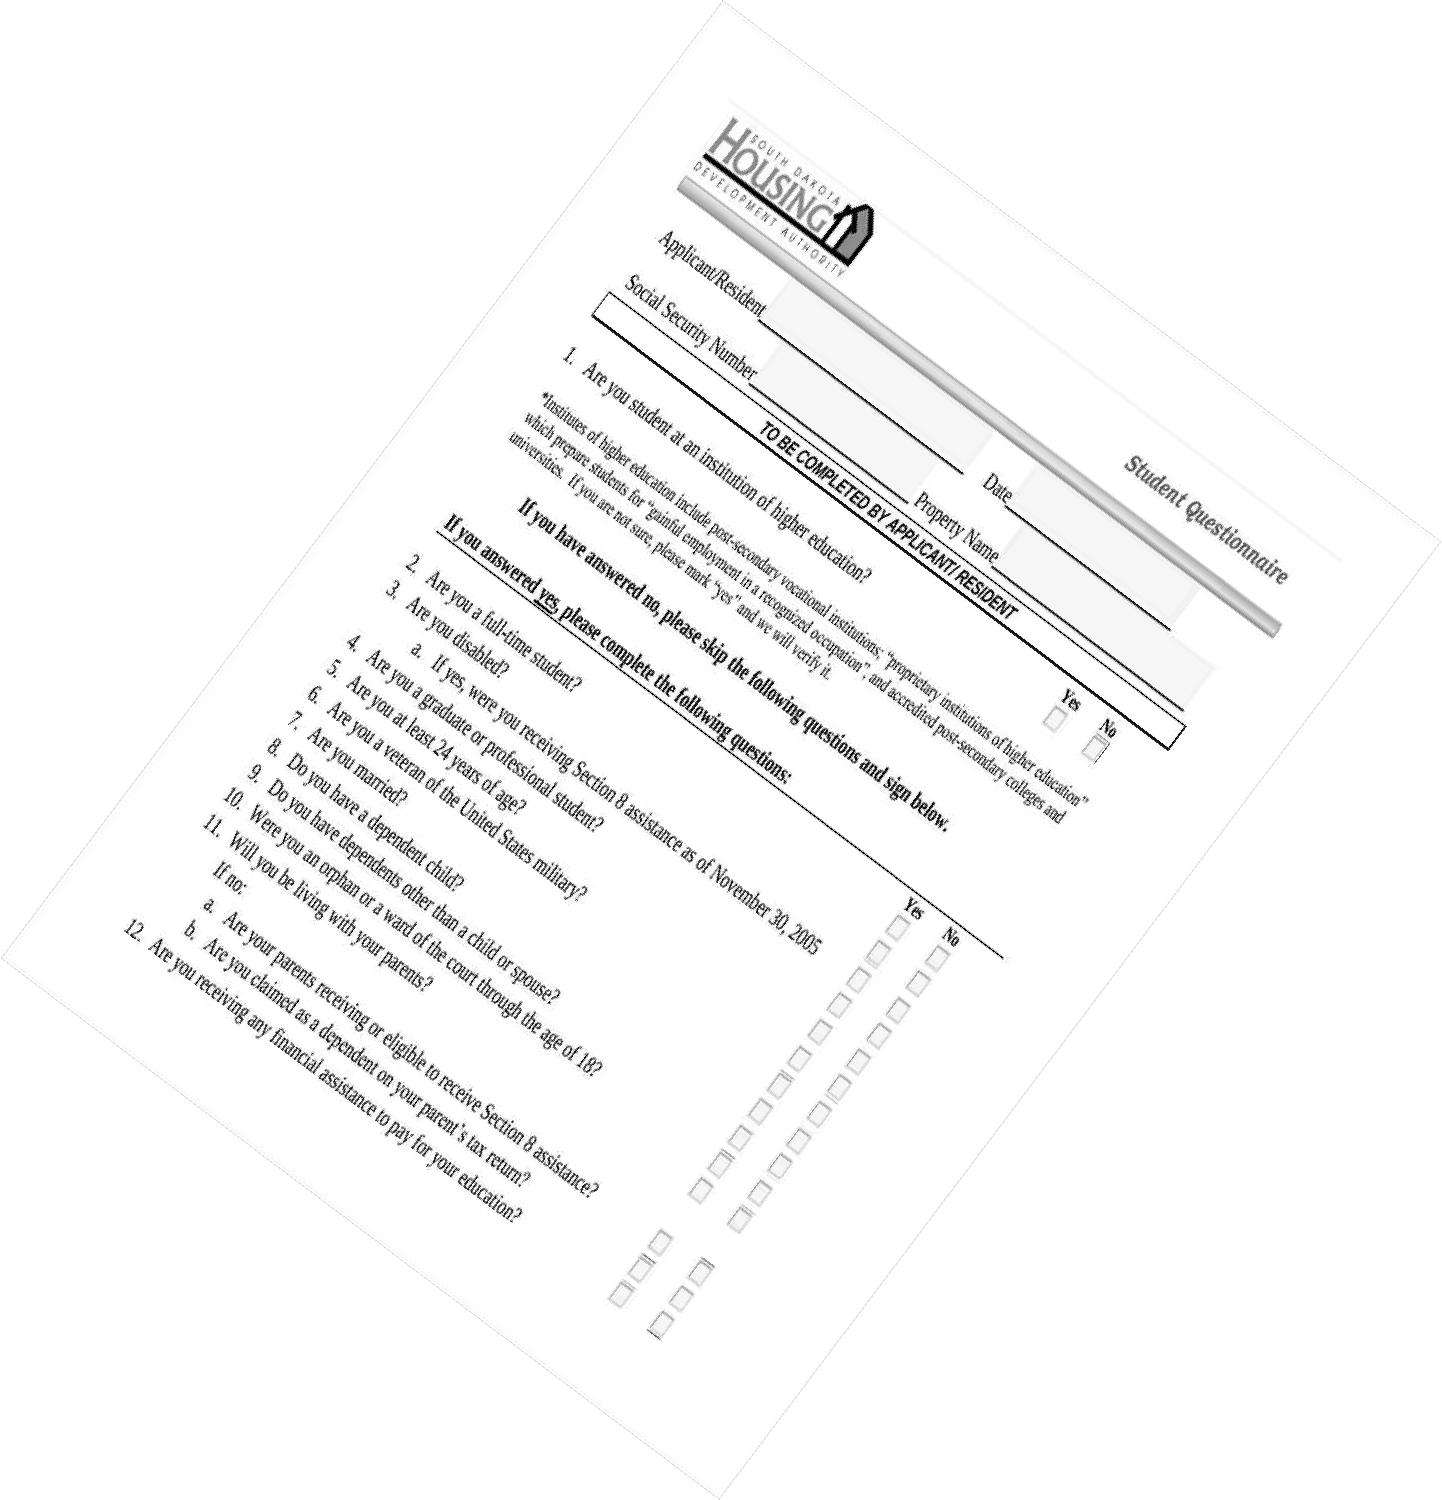 SOUTH DAKOTA
HOUSING
DEVELOPMENT AUTHORITY
Student Questionnaire
Applicant/Resident Date
Social Security Number Property Name
TO BE COMPLETED BY APPLICANT/ RESIDENT
Yes No
1. Are you student at an institution of higher education?
*Institutes of higher education include post-secondary vocational institutions; “proprietary institutions of higher education”
which prepare students for “gainful employment in a recognized occupation”, and accredited post-secondary colleges and
universities. If you are not sure, please mark “yes” and we will verify it.
If you have answered no, please skip the following questions and sign below.
If you answered yes, please complete the following questions:
Yes No
2. Are you a full-time student?
3. Are you disabled?
a. If yes, were you receiving Section 8 assistance as of November 30, 2005
4. Are you a graduate or professional student?
5. Are you at least 24 years of age?
6. Are you a veteran of the United States military?
7. Are you married?
8. Do you have a dependent child?
9. Do you have dependents other than a child or spouse?
10. Were you an orphan or a ward of the court through the age of 18?
11. Will you be living with your parents?
If no:
a. Are your parents receiving or eligible to receive Section 8 assistance?
b. Are you claimed as a dependent on your parent’s tax return?
12. Are you receiving any financial assistance to pay for your education?